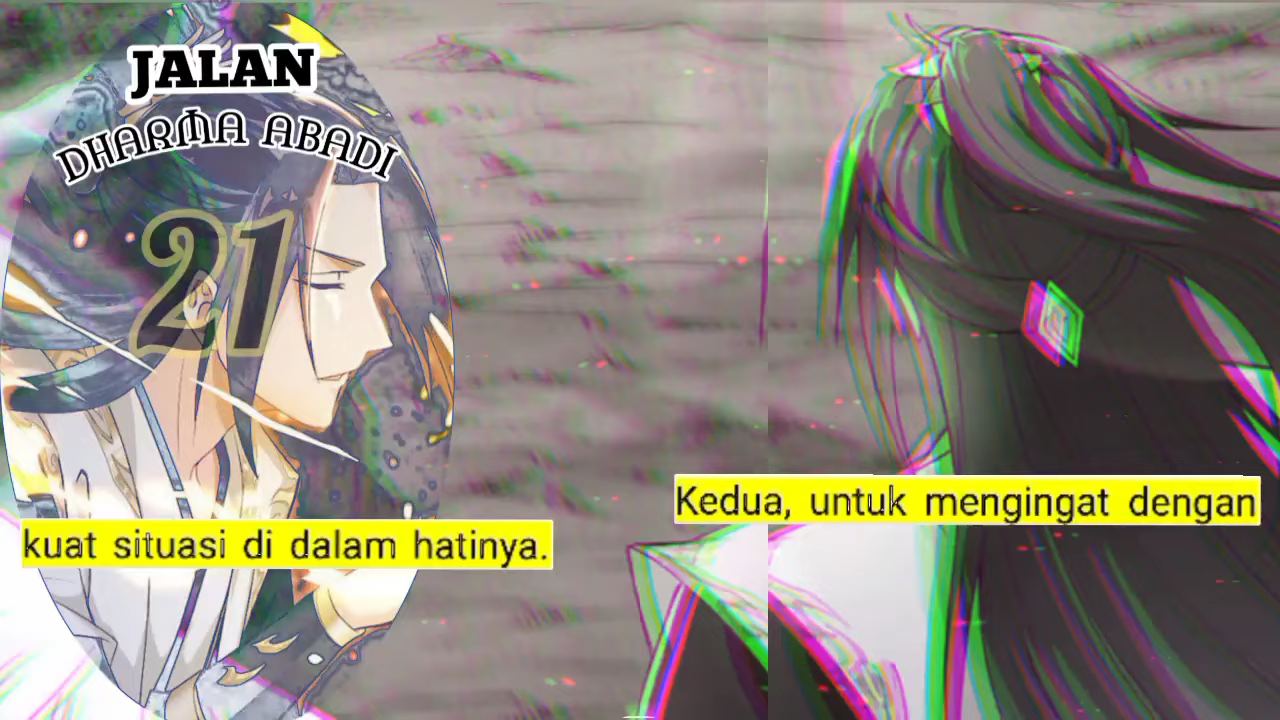 JALAN
DHARMA ABADI
21
Kedua, untuk mengingat dengan
kuat situasi di dalam hatinya.